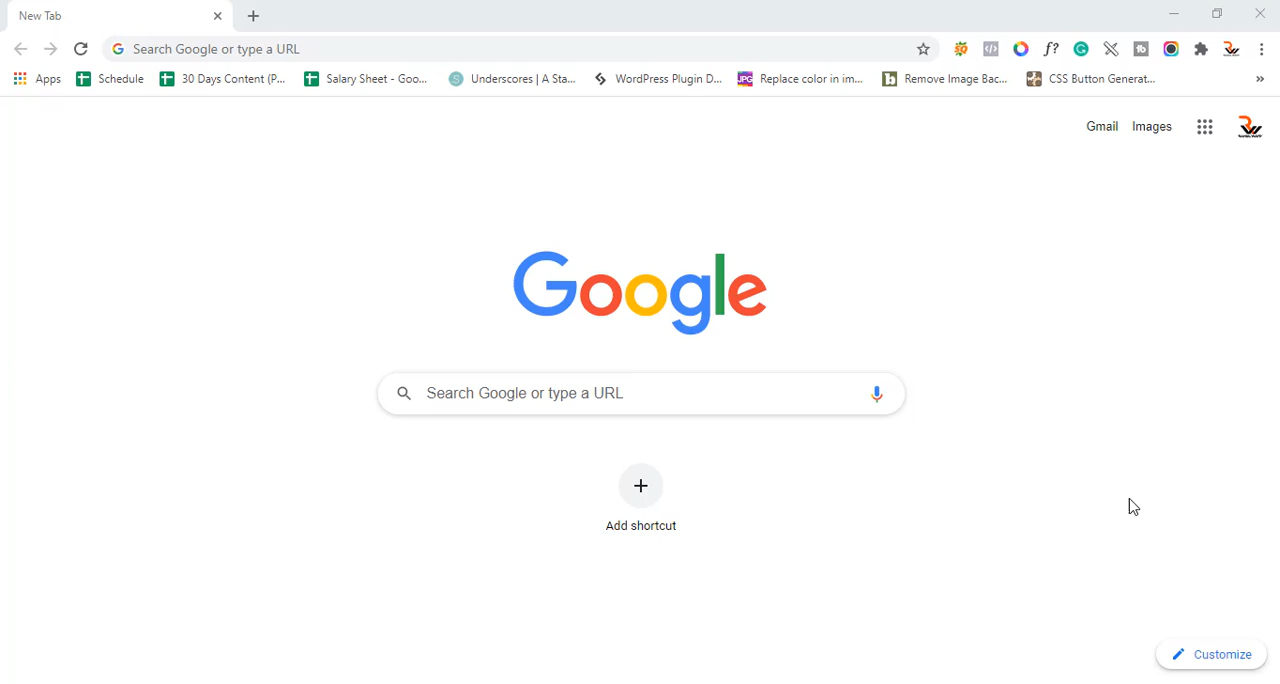 New Tab
Search Google or type a URL
f?
Apps Schedule 30 Days Content (P... Salary Sheet - Goo... Underscores | A Sta... WordPress Plugin D... Replace color in im... Remove Image Bac... CSS Button Generat... »
Gmail Images
Google
Search Google or type a URL
Add shortcut
Customize